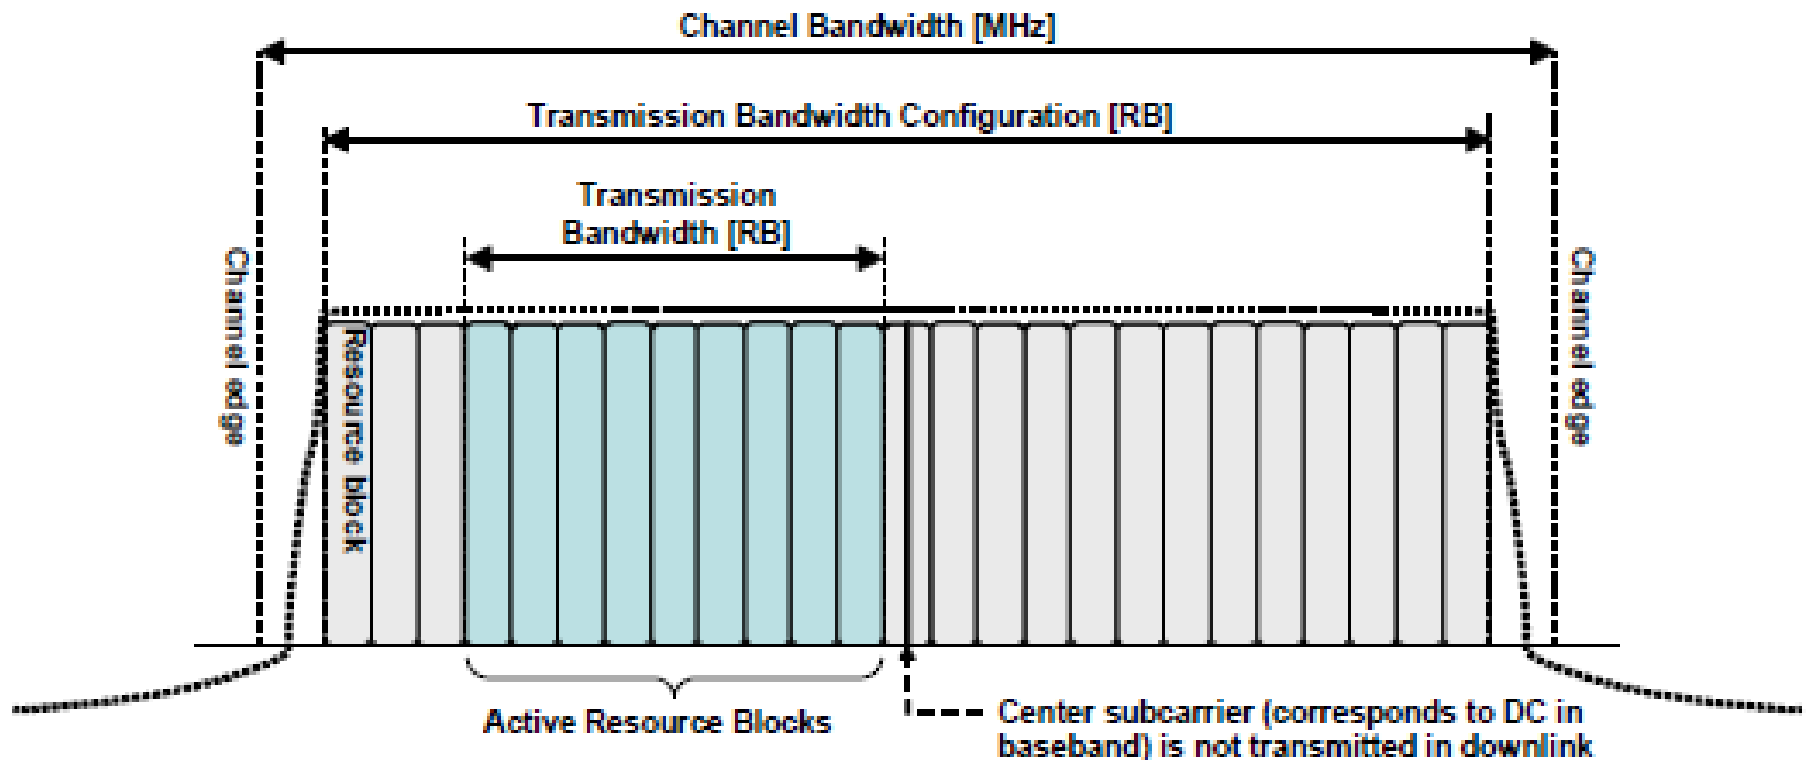 Channel Bandwidth [MHz]
Transmission Bandwidth Configuration [RB]
Transmission
Bandwidth [RB]
Channel edge
Channel edge
Resource block
Active Resource Blocks
Center subcarrier (corresponds to DC in
baseband) is not transmitted in downlink